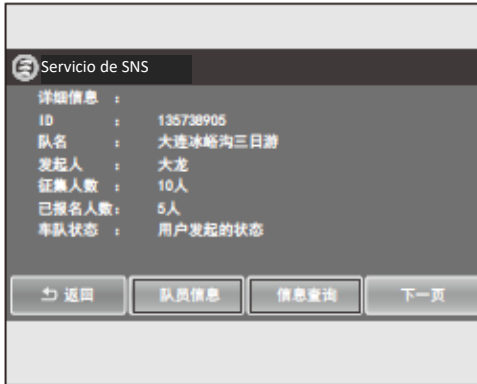 Servicio de SNS
详细信息 :
ID : 135738905
队名 : 大连冰峪沟三日游
发起人 : 大龙
征集人数 : 10人
已报名人数: 5人
车队状态 : 用户发起的状态
返回 队员信息 信息查询 下一页